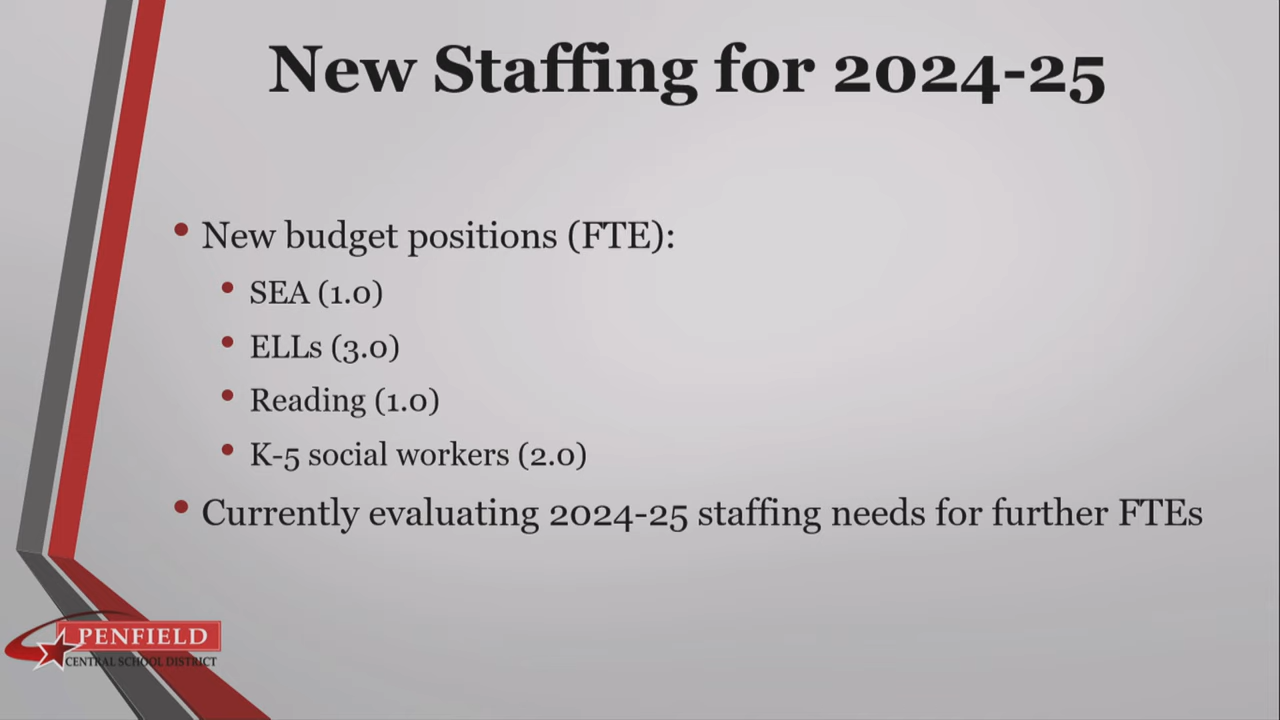 New Staffing for 2024-25
New budget positions (FTE):
SEA (1.0)
ELLs (3.0)
Reading (1.0)
K-5 social workers (2.0)
Currently evaluating 2024-25 staffing needs for further FTEs
PENFIELD
CENTRAL SCHOOL DISTRICT